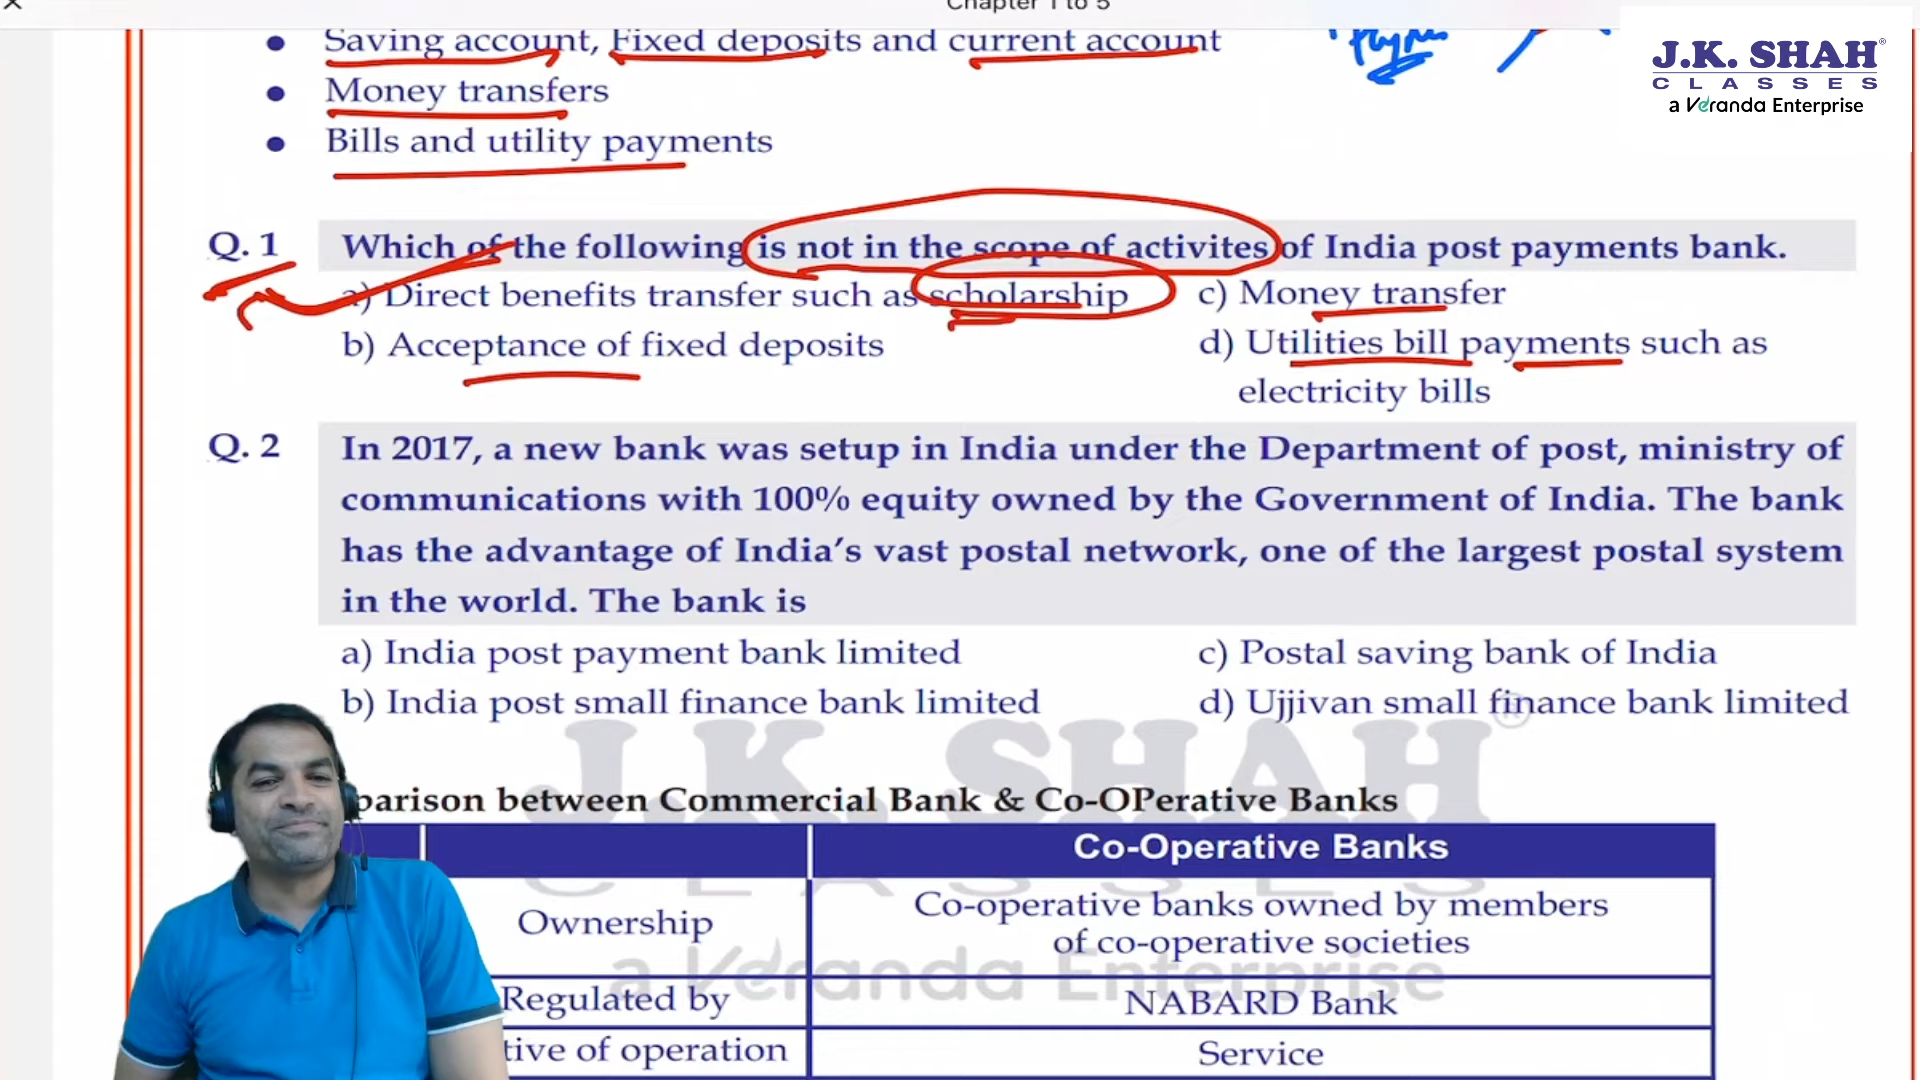 Chapter 1 to 5
J.K. SHAH®
CLASSES
a Veranda Enterprise
• Saving account, Fixed deposits and current account
• Money transfers
• Bills and utility payments
Q. 1 Which of the following is not in the scope of activites of India post payments bank.
a) Direct benefits transfer such as scholarship
c) Money transfer
b) Acceptance of fixed deposits
d) Utilities bill payments such as
electricity bills
Q. 2 In 2017, a new bank was setup in India under the Department of post, ministry of
communications with 100% equity owned by the Government of India. The bank
has the advantage of India's vast postal network, one of the largest postal system
in the world. The bank is
a) India post payment bank limited
c) Postal saving bank of India
b) India post small finance bank limited
d) Ujjivan small finance bank limited
J.K. SHAH®
CLASSES
a Veranda Enterprise
parison between Commercial Bank & Co-OPerative Banks
Co-Operative Banks
Ownership
Co-operative banks owned by members
of co-operative societies
Regulated by
NABARD Bank
tive of operation
Service